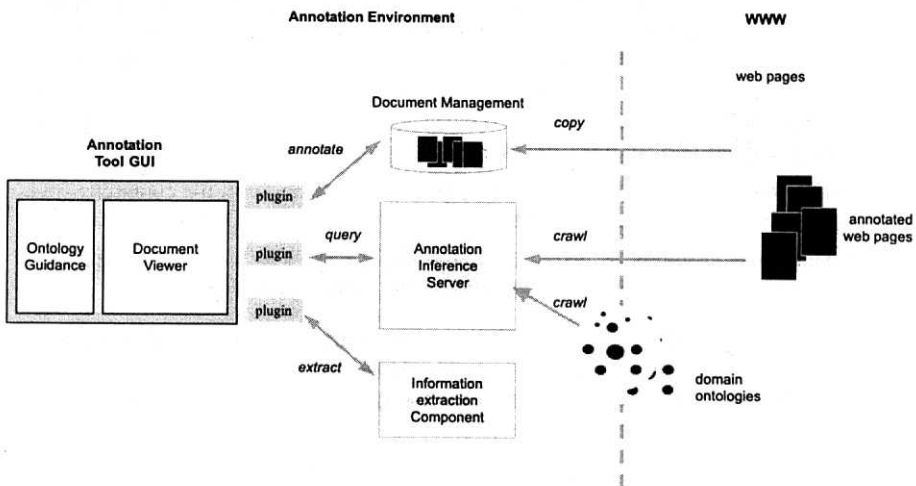 Annotation Environment
WWW
web pages
Document Management
copy
Annotation
Tool GUI
annotate
plugin
Ontology
Guidance
Document
Viewer
query
plugin
Annotation
Inference
Server
crawl
annotated
web pages
crawl
plugin
extract
Information
extraction
Component
domain
ontologies